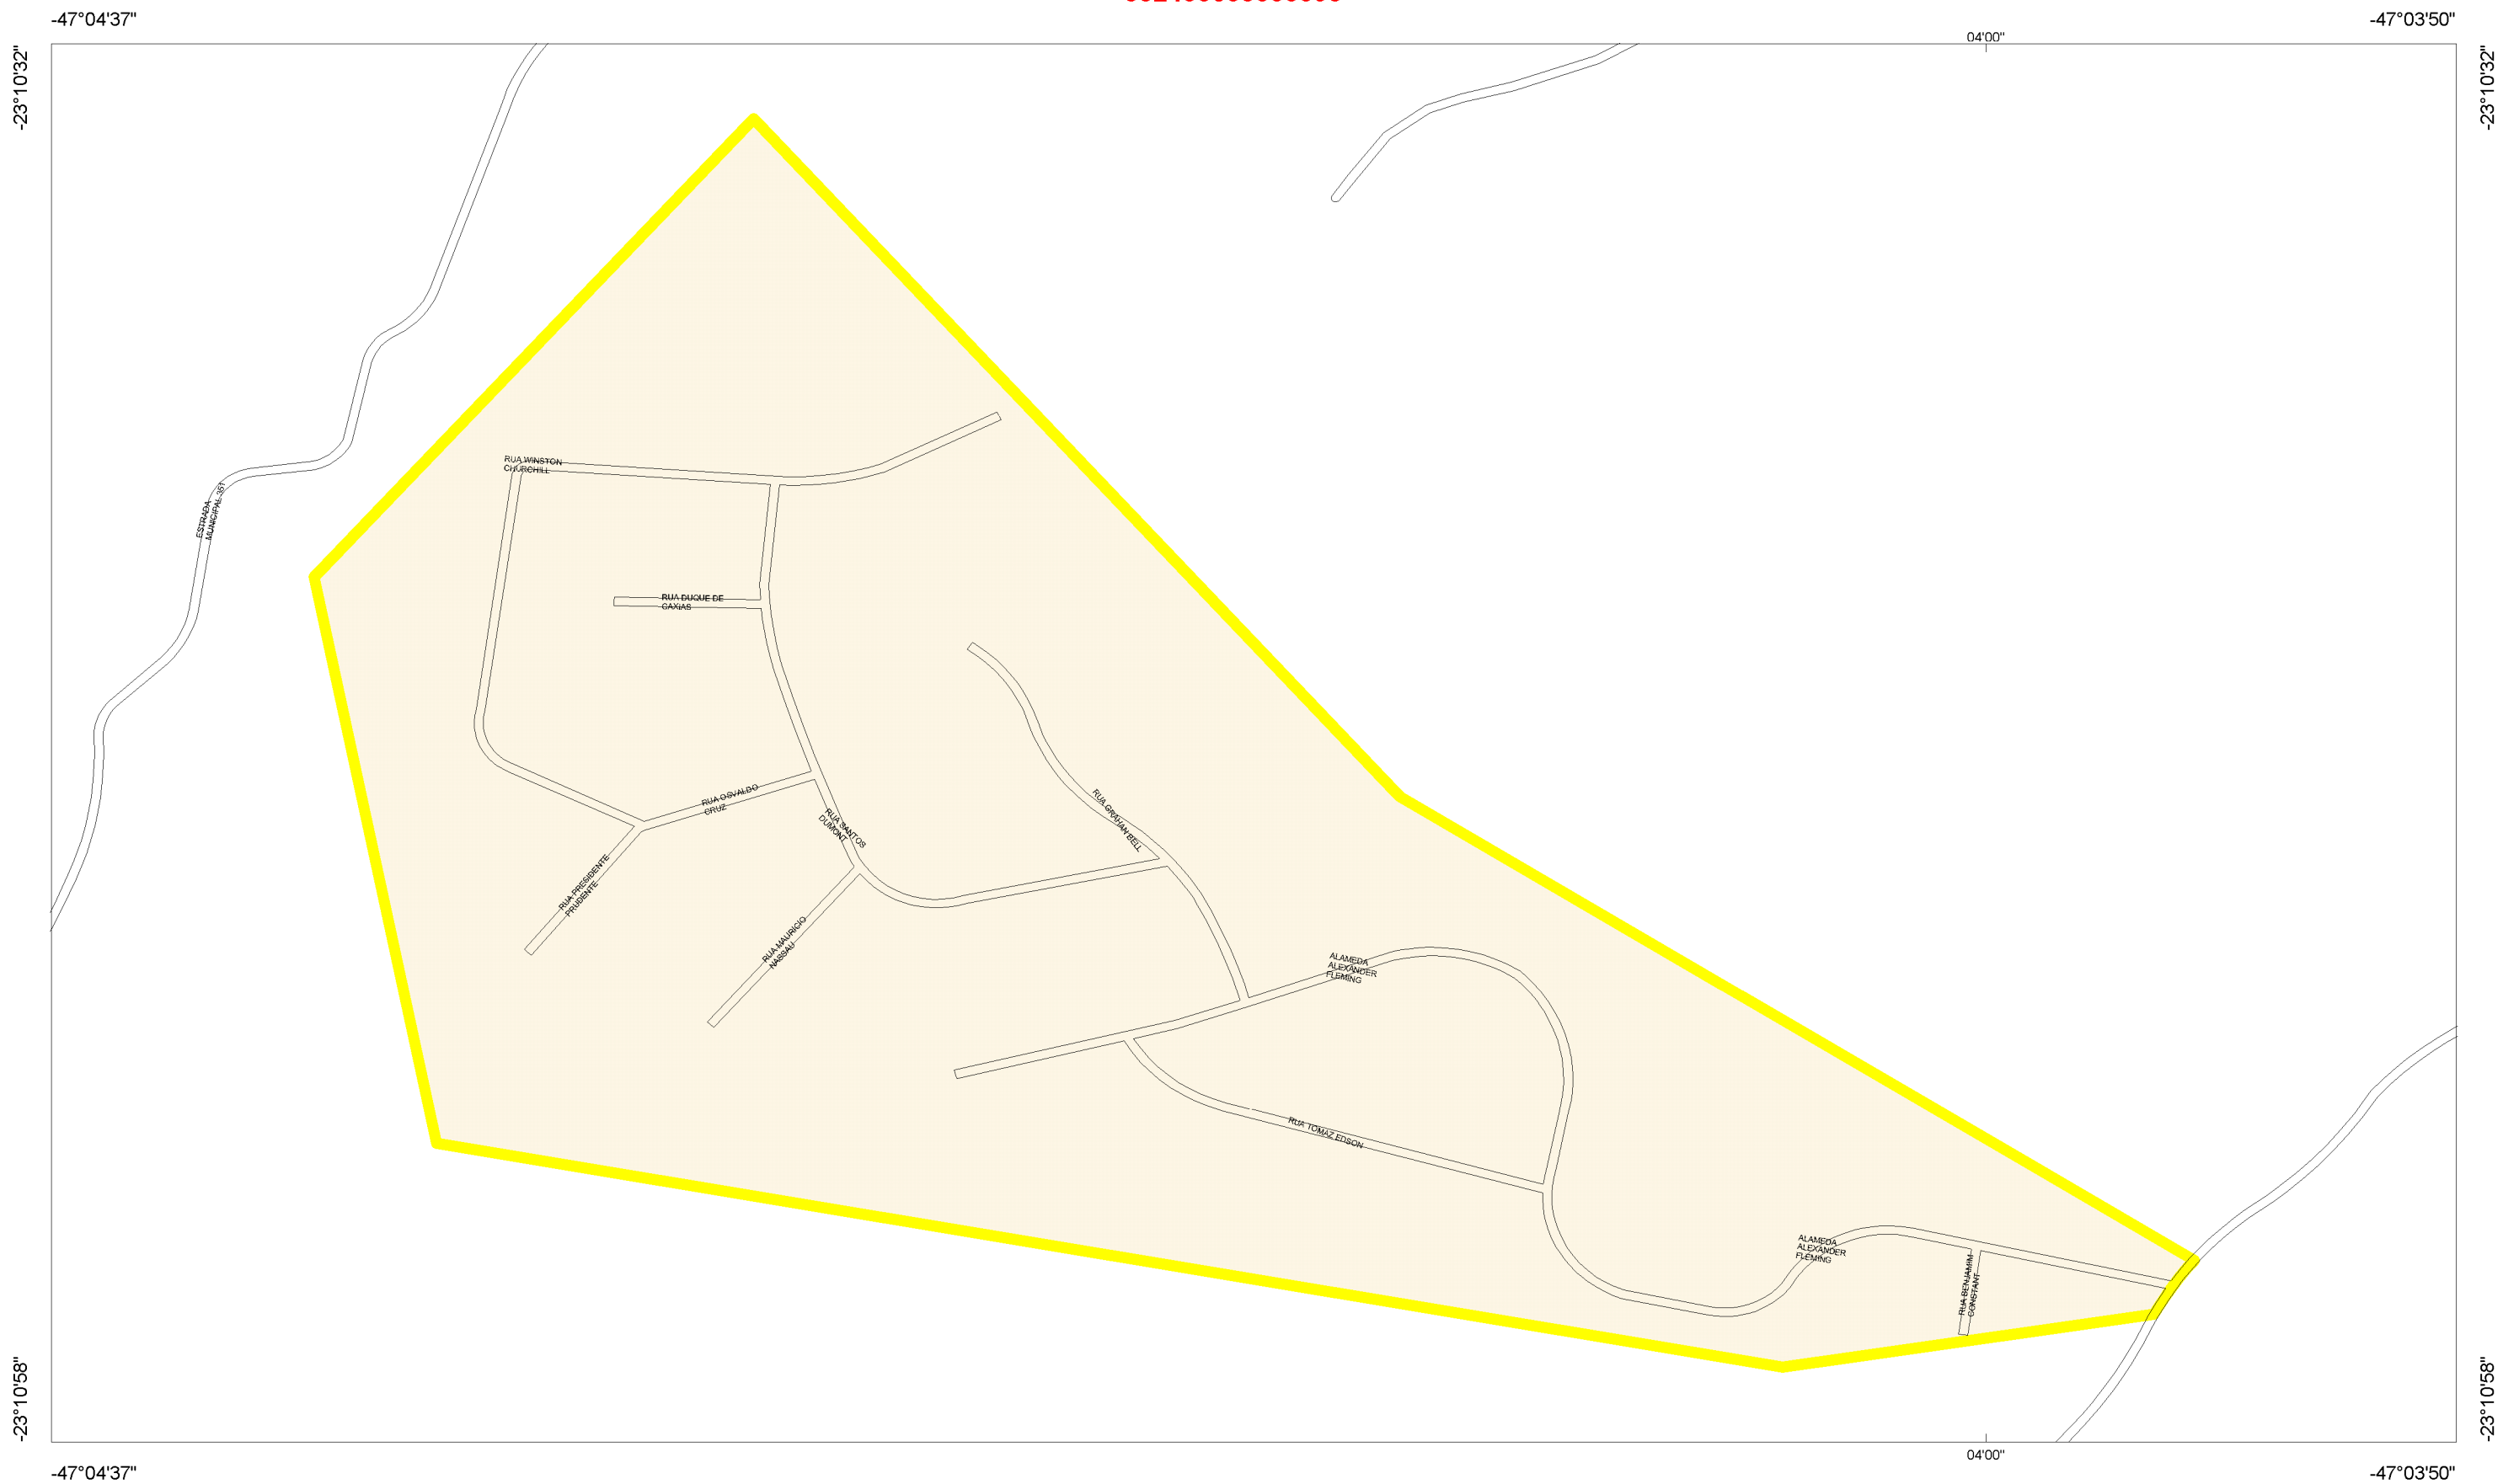 -47°04'37"
-47°03'50"
04'00"
-23°10'32"
-23°10'32"
RUA WINSTON
CHURCHILL
ESTRADA
MUNICIPAL 351
RUA DUQUE DE
CAXIAS
RUA OSVALDO
CRUZ
RUA SANTOS
DUMONT
RUA GRAHAN BELL
RUA PRESIDENTE
PRUDENTE
RUA MAURICIO
NASSAU
ALAMEDA
ALEXANDER
FLEMING
RUA TOMAZ EDSON
ALAMEDA
ALEXANDER
FLEMING
RUA BENJAMIM
CONSTANT
-23°10'58"
-23°10'58"
04'00"
-47°04'37"
-47°03'50"